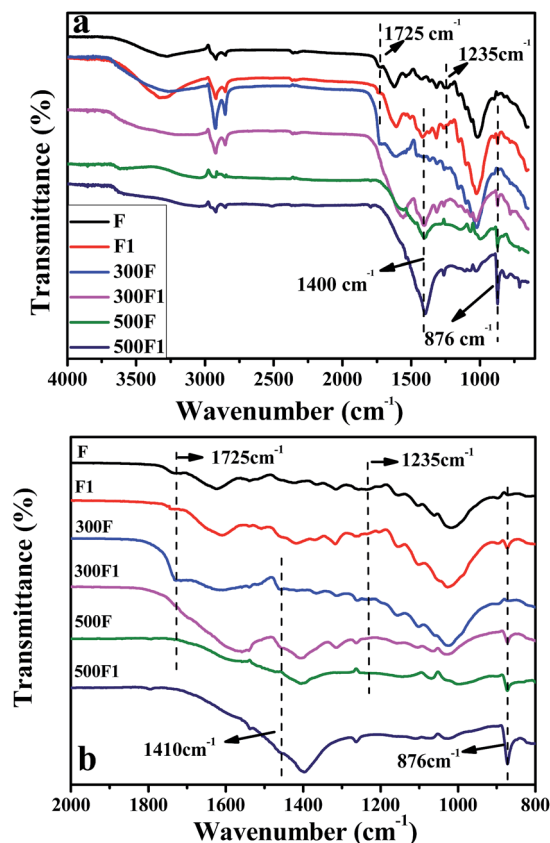 a
1725 cm⁻¹
1235cm⁻¹
Transmittance (%)
F
F1
300F
300F1
500F
500F1
1400 cm⁻¹
876 cm⁻¹
4000 3500 3000 2500 2000 1500 1000
Wavenumber (cm⁻¹)
F
1725cm⁻¹
1235cm⁻¹
F1
300F
300F1
500F
500F1
Transmittance (%)
b
1410cm⁻¹
876cm⁻¹
2000 1800 1600 1400 1200 1000 800
Wavenumber (cm⁻¹)